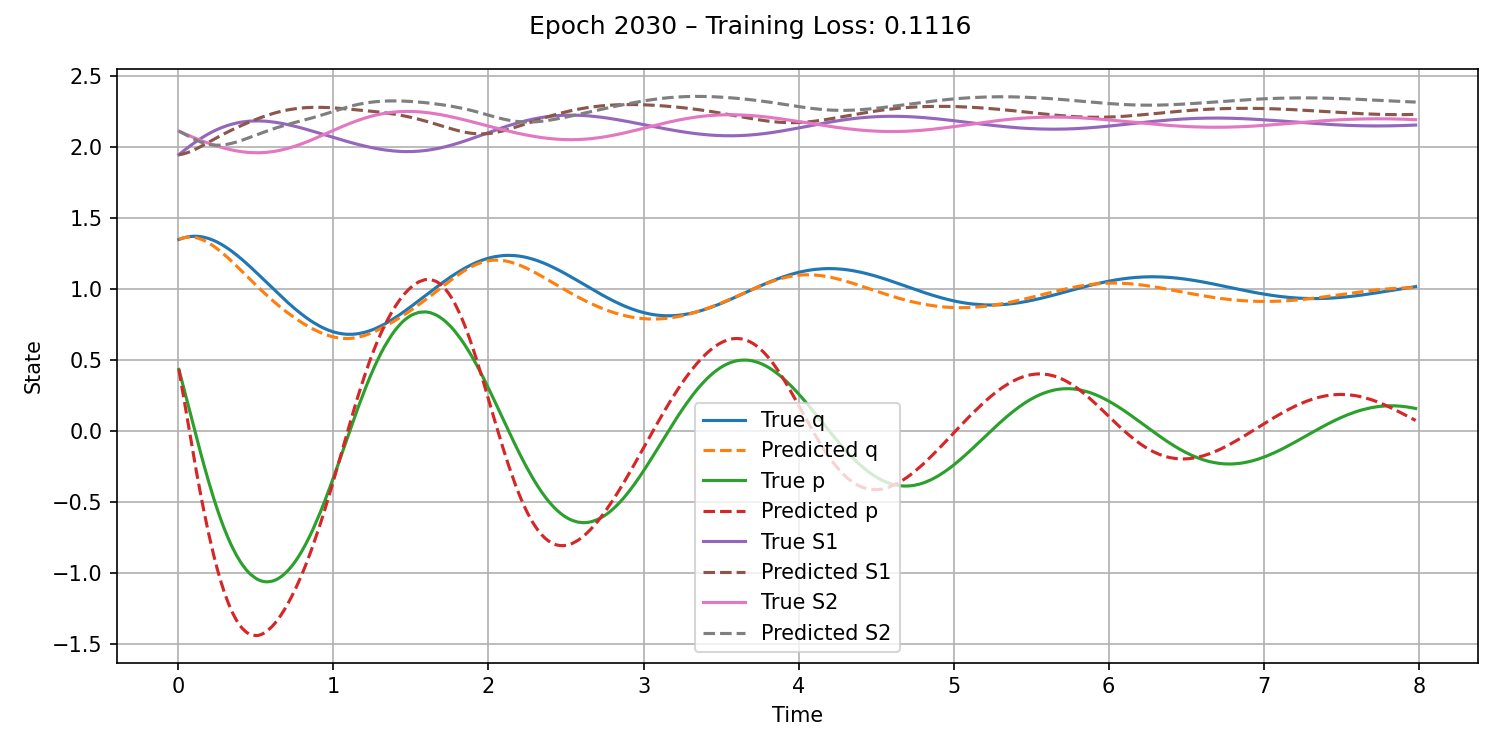 Epoch 2030 – Training Loss: 0.1116
2.5
2.0
1.5
1.0
0.5
0.0
−0.5
−1.0
−1.5
State
True q
Predicted q
True p
Predicted p
True S1
Predicted S1
True S2
Predicted S2
0 1 2 3 4 5 6 7 8
Time